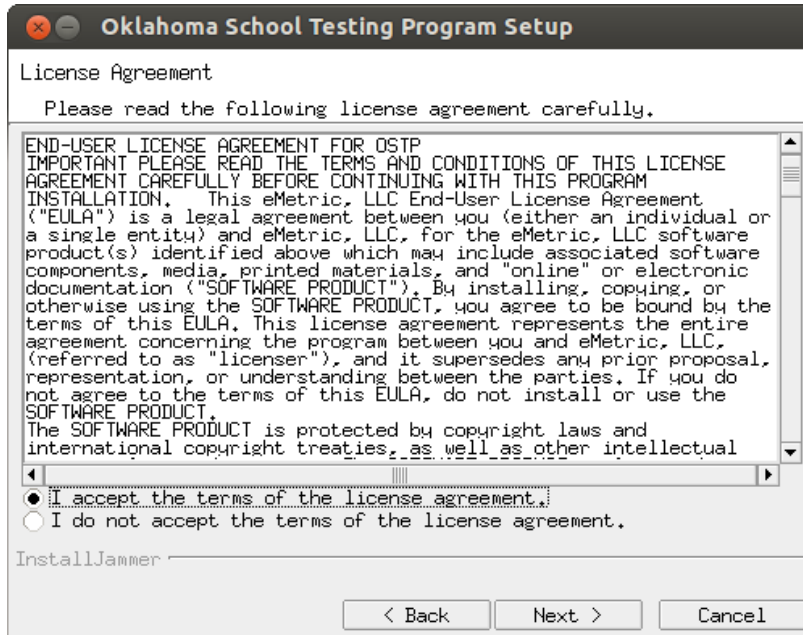 Oklahoma School Testing Program Setup
License Agreement
Please read the following license agreement carefully.
END-USER LICENSE AGREEMENT FOR OSTP
IMPORTANT PLEASE READ THE TERMS AND CONDITIONS OF THIS LICENSE
AGREEMENT CAREFULLY BEFORE CONTINUING WITH THIS PROGRAM
INSTALLATION.   This eMetric, LLC End-User License Agreement
("EULA") is a legal agreement between you (either an individual or
a single entity) and eMetric, LLC, for the eMetric, LLC software
product(s) identified above which may include associated software
components, media, printed materials, and "online" or electronic
documentation ("SOFTWARE PRODUCT"). By installing, copying, or
otherwise using the SOFTWARE PRODUCT, you agree to be bound by the
terms of this EULA. This license agreement represents the entire
agreement concerning the program between you and eMetric, LLC,
(referred to as "licenser"), and it supersedes any prior proposal,
representation, or understanding between the parties. If you do
not agree to the terms of this EULA, do not install or use the
SOFTWARE PRODUCT.
The SOFTWARE PRODUCT is protected by copyright laws and
international copyright treaties, as well as other intellectual
I accept the terms of the license agreement.
I do not accept the terms of the license agreement.
InstallJammer
< Back Next > Cancel